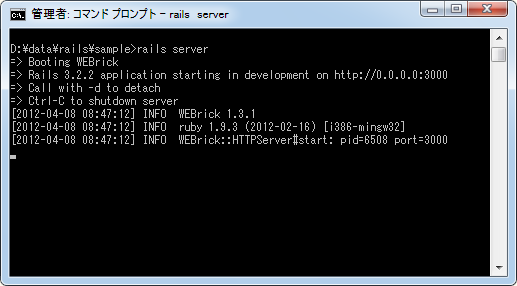 管理者: コマンド プロンプト - rails server
D:¥data¥rails¥sample>rails server
=> Booting WEBrick
=> Rails 3.2.2 application starting in development on http://0.0.0.0:3000
=> Call with -d to detach
=> Ctrl-C to shutdown server
[2012-04-08 08:47:12] INFO  WEBrick 1.3.1
[2012-04-08 08:47:12] INFO  ruby 1.9.3 (2012-02-16) [i386-mingw32]
[2012-04-08 08:47:12] INFO  WEBrick::HTTPServer#start: pid=6508 port=3000